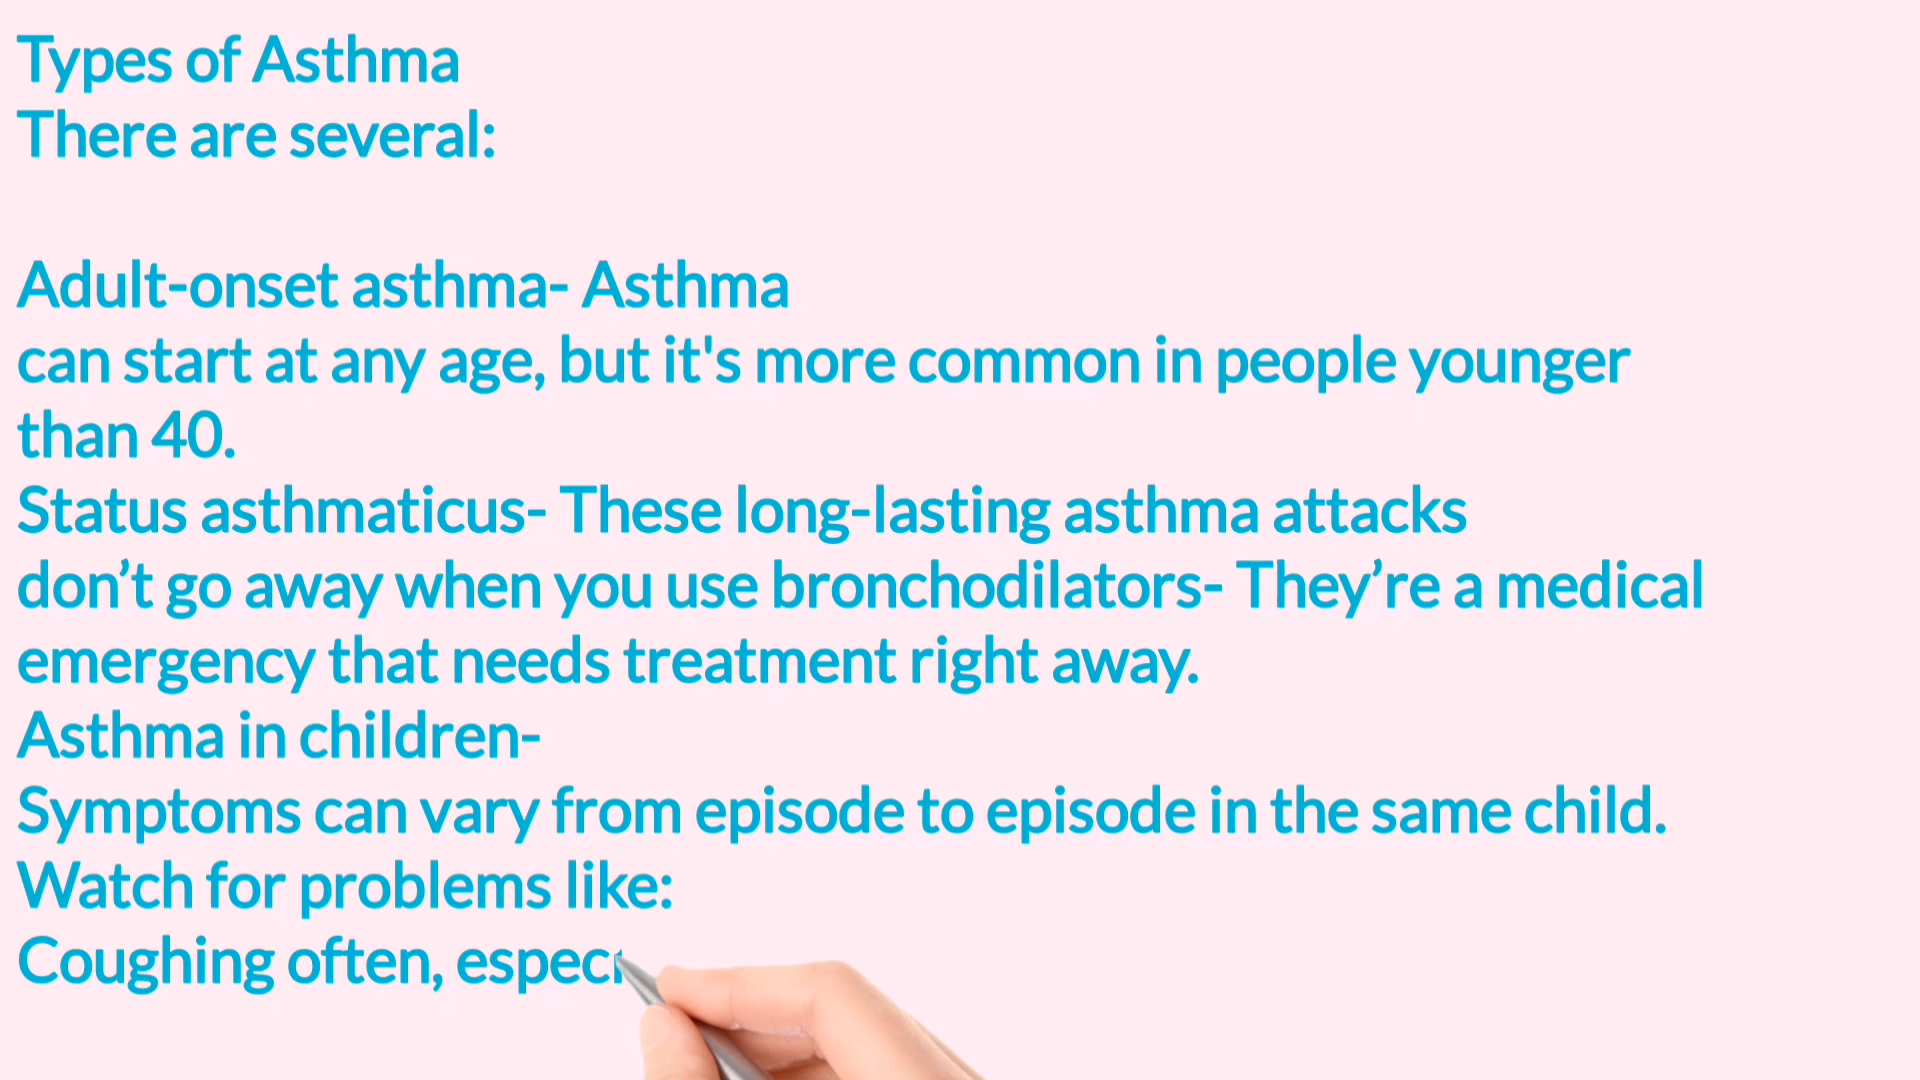 Types of Asthma
There are several:
Adult-onset asthma- Asthma
can start at any age, but it's more common in people younger
than 40.
Status asthmaticus- These long-lasting asthma attacks
don’t go away when you use bronchodilators- They’re a medical
emergency that needs treatment right away.
Asthma in children-
Symptoms can vary from episode to episode in the same child.
Watch for problems like:
Coughing often,